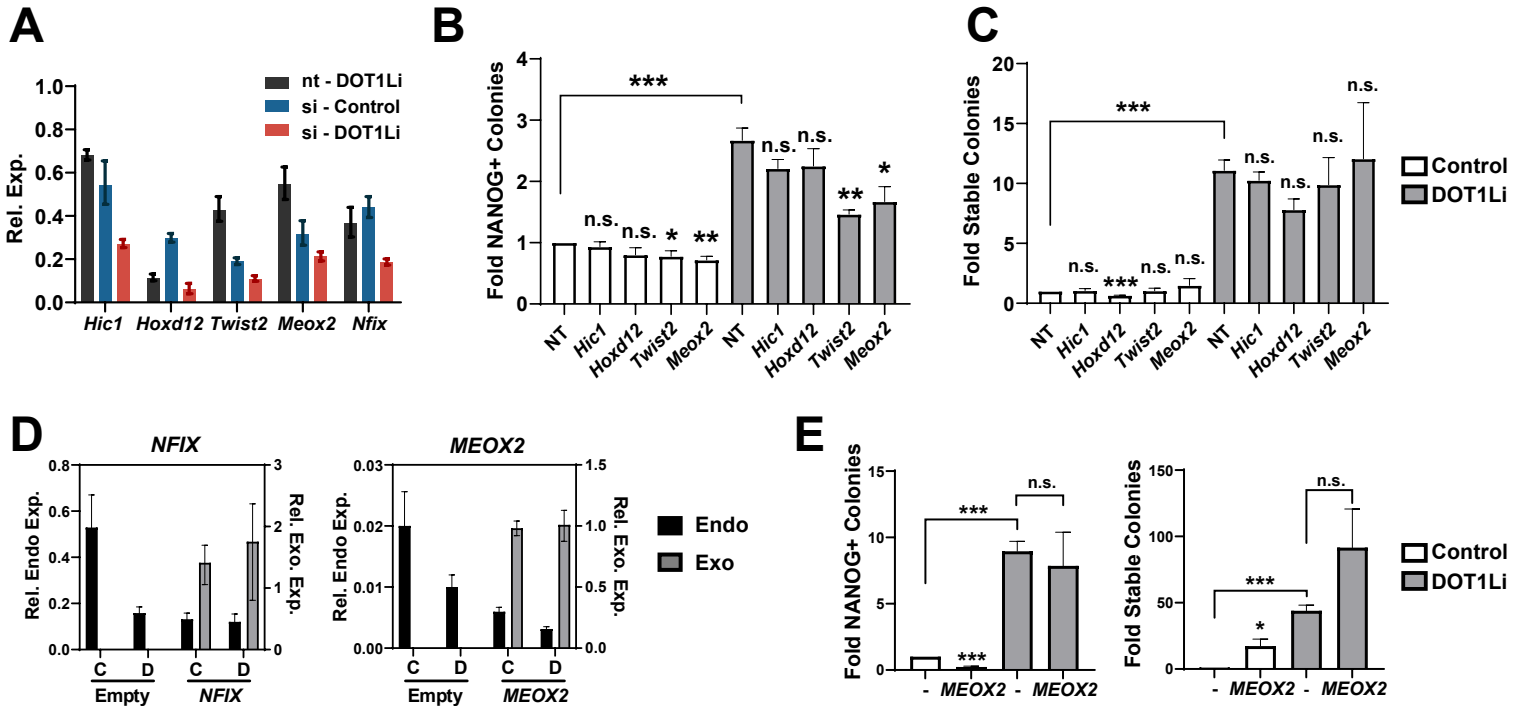 A
nt - DOT1Li
si - Control
si - DOT1Li
Rel. Exp.
1.0
0.8
0.6
0.4
0.2
0.0
Hic1 Hoxd12 Twist2 Meox2 Nfix
B
Fold NANOG+ Colonies
4
3
2
1
0
***
n.s. n.s. * **
n.s. n.s. ** *
NT Hic1 Hoxd12 Twist2 Meox2 NT Hic1 Hoxd12 Twist2 Meox2
C
Fold Stable Colonies
20
15
10
5
0
***
n.s. *** n.s. n.s.
n.s. n.s. n.s. n.s.
NT Hic1 Hoxd12 Twist2 Meox2 NT Hic1 Hoxd12 Twist2 Meox2
Control
DOT1Li
D
NFIX
Rel. Endo Exp.
0.8
0.6
0.4
0.2
0.0
Rel. Exo. Exp.
3
2
1
0
C D C D
Empty NFIX
MEOX2
Rel. Endo Exp.
0.03
0.02
0.01
0.00
Rel. Exo. Exp.
1.5
1.0
0.5
0.0
C D C D
Empty MEOX2
Endo
Exo
E
Fold NANOG+ Colonies
15
10
5
0
n.s.
***
***
- MEOX2 - MEOX2
Fold Stable Colonies
150
100
50
0
n.s.
***
*
- MEOX2 - MEOX2
Control
DOT1Li